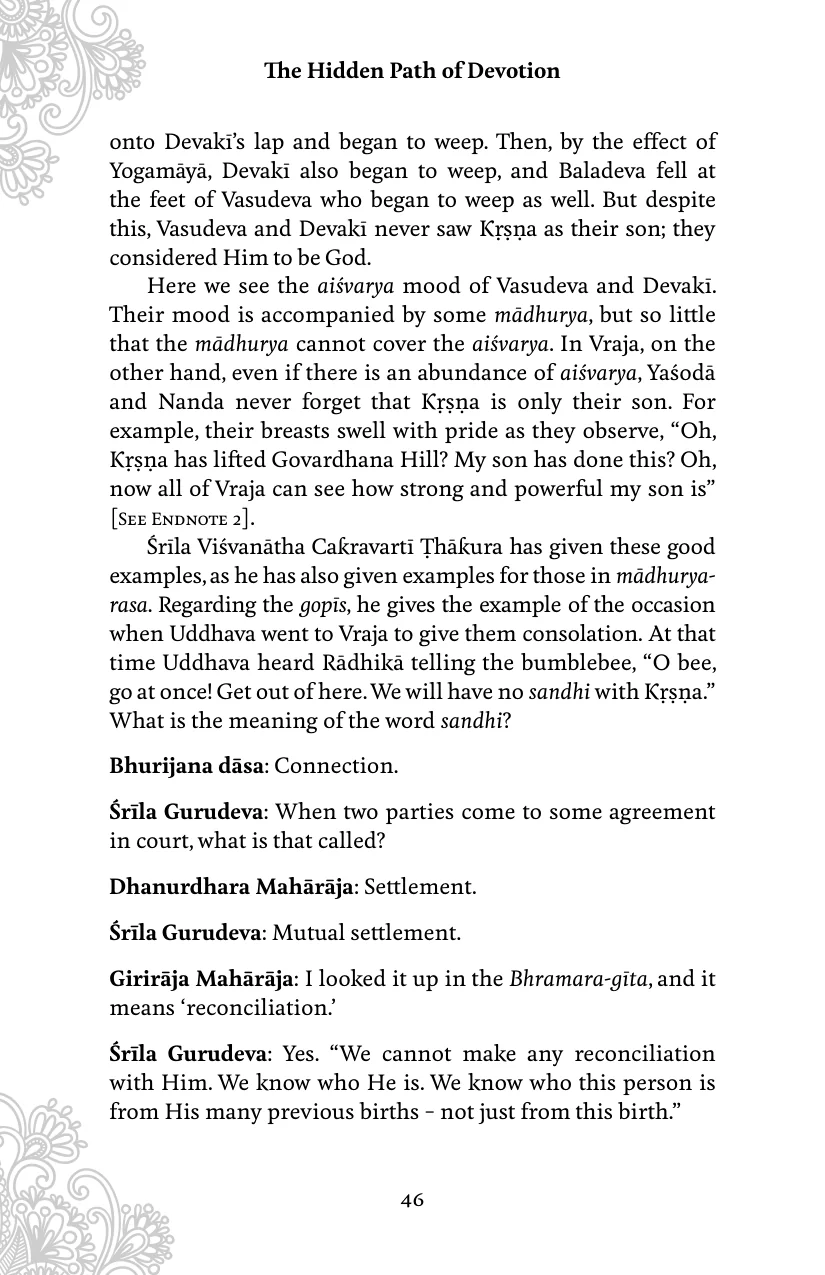 The Hidden Path of Devotion
onto Devakī’s lap and began to weep. Then, by the effect of
Yogamāyā, Devakī also began to weep, and Baladeva fell at
the feet of Vasudeva who began to weep as well. But despite
this, Vasudeva and Devakī never saw Kṛṣṇa as their son; they
considered Him to be God.
Here we see the aiśvarya mood of Vasudeva and Devakī.
Their mood is accompanied by some mādhurya, but so little
that the mādhurya cannot cover the aiśvarya. In Vraja, on the
other hand, even if there is an abundance of aiśvarya, Yaśodā
and Nanda never forget that Kṛṣṇa is only their son. For
example, their breasts swell with pride as they observe, “Oh,
Kṛṣṇa has lifted Govardhana Hill? My son has done this? Oh,
now all of Vraja can see how strong and powerful my son is”
[See Endnote 2].
Śrīla Viśvanātha Cakravartī Ṭhākura has given these good
examples, as he has also given examples for those in mādhurya-
rasa. Regarding the gopīs, he gives the example of the occasion
when Uddhava went to Vraja to give them consolation. At that
time Uddhava heard Rādhikā telling the bumblebee, “O bee,
go at once! Get out of here. We will have no sandhi with Kṛṣṇa.”
What is the meaning of the word sandhi?
Bhurijana dāsa: Connection.
Śrīla Gurudeva: When two parties come to some agreement
in court, what is that called?
Dhanurdhara Mahārāja: Settlement.
Śrīla Gurudeva: Mutual settlement.
Girirāja Mahārāja: I looked it up in the Bhramara-gīta, and it
means ‘reconciliation.’
Śrīla Gurudeva: Yes. “We cannot make any reconciliation
with Him. We know who He is. We know who this person is
from His many previous births – not just from this birth.”
46